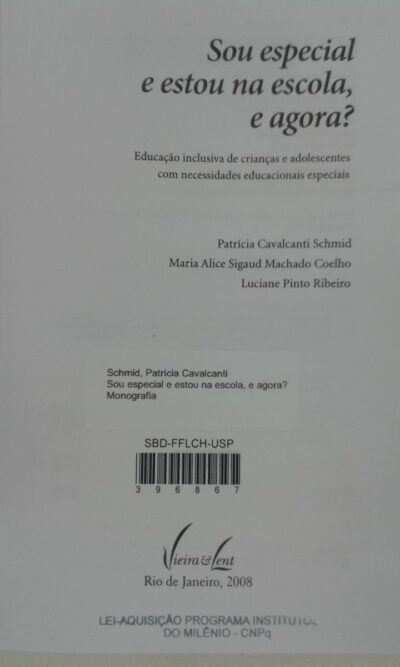 Sou especial
e estou na escola,
e agora?
Educação inclusiva de crianças e adolescentes
com necessidades educacionais especiais
Patrícia Cavalcanti Schmid
Maria Alice Sigaud Machado Coelho
Luciane Pinto Ribeiro
Schmid, Patrícia Cavalcanti
Sou especial e estou na escola, e agora?
Monografia
SBD-FFLCH-USP
396867
Vieira & Lent
Rio de Janeiro, 2008
LEI-AQUISIÇÃO PROGRAMA INSTITUTOS
DO MILÊNIO - CNPq